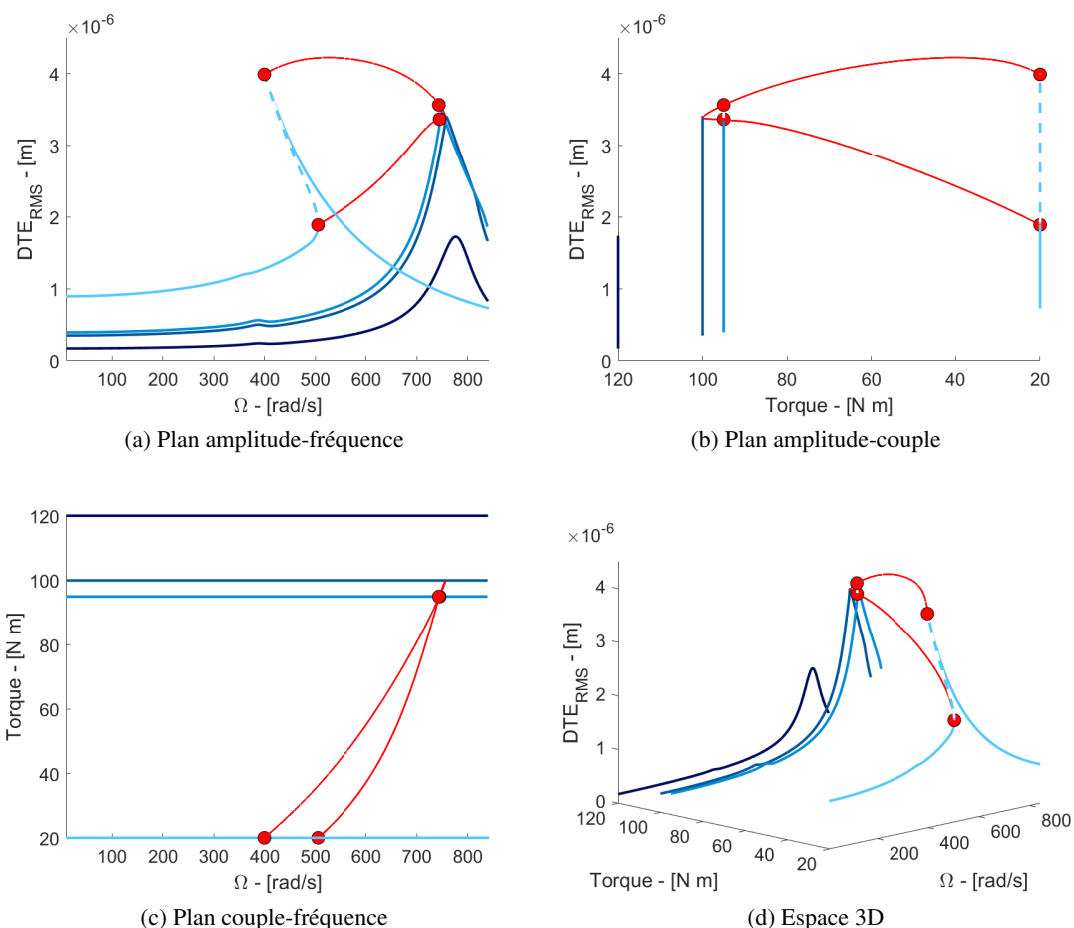 ×10⁻⁶
4
3
2
1
0
DTE_RMS - [m]
100 200 300 400 500 600 700 800
Ω - [rad/s]
(a) Plan amplitude-fréquence
×10⁻⁶
4
3
2
1
0
DTE_RMS - [m]
120 100 80 60 40 20
Torque - [N m]
(b) Plan amplitude-couple
120
100
80
60
40
20
Torque - [N m]
100 200 300 400 500 600 700 800
Ω - [rad/s]
(c) Plan couple-fréquence
×10⁻⁶
4
3
2
1
0
DTE_RMS - [m]
120 100 80 60 40 20
Torque - [N m]
200 400 600 800
Ω - [rad/s]
(d) Espace 3D